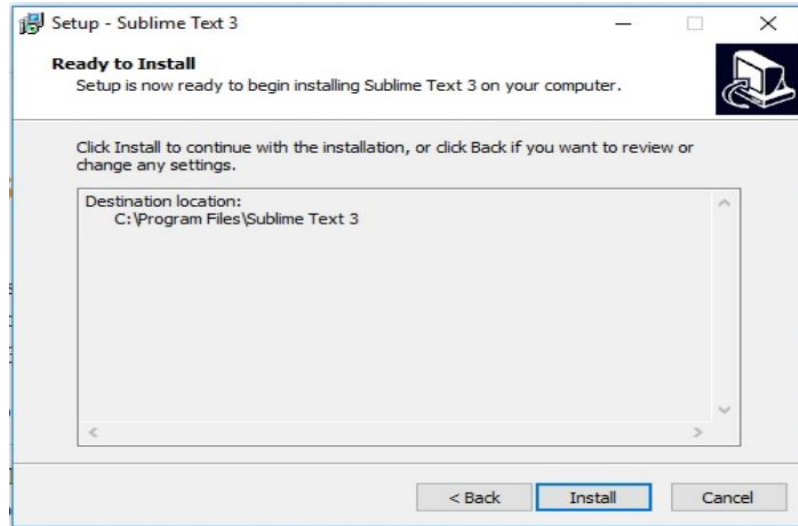 Setup - Sublime Text 3
Ready to Install
Setup is now ready to begin installing Sublime Text 3 on your computer.
Click Install to continue with the installation, or click Back if you want to review or
change any settings.
Destination location:
C:\Program Files\Sublime Text 3
< Back
Install
Cancel